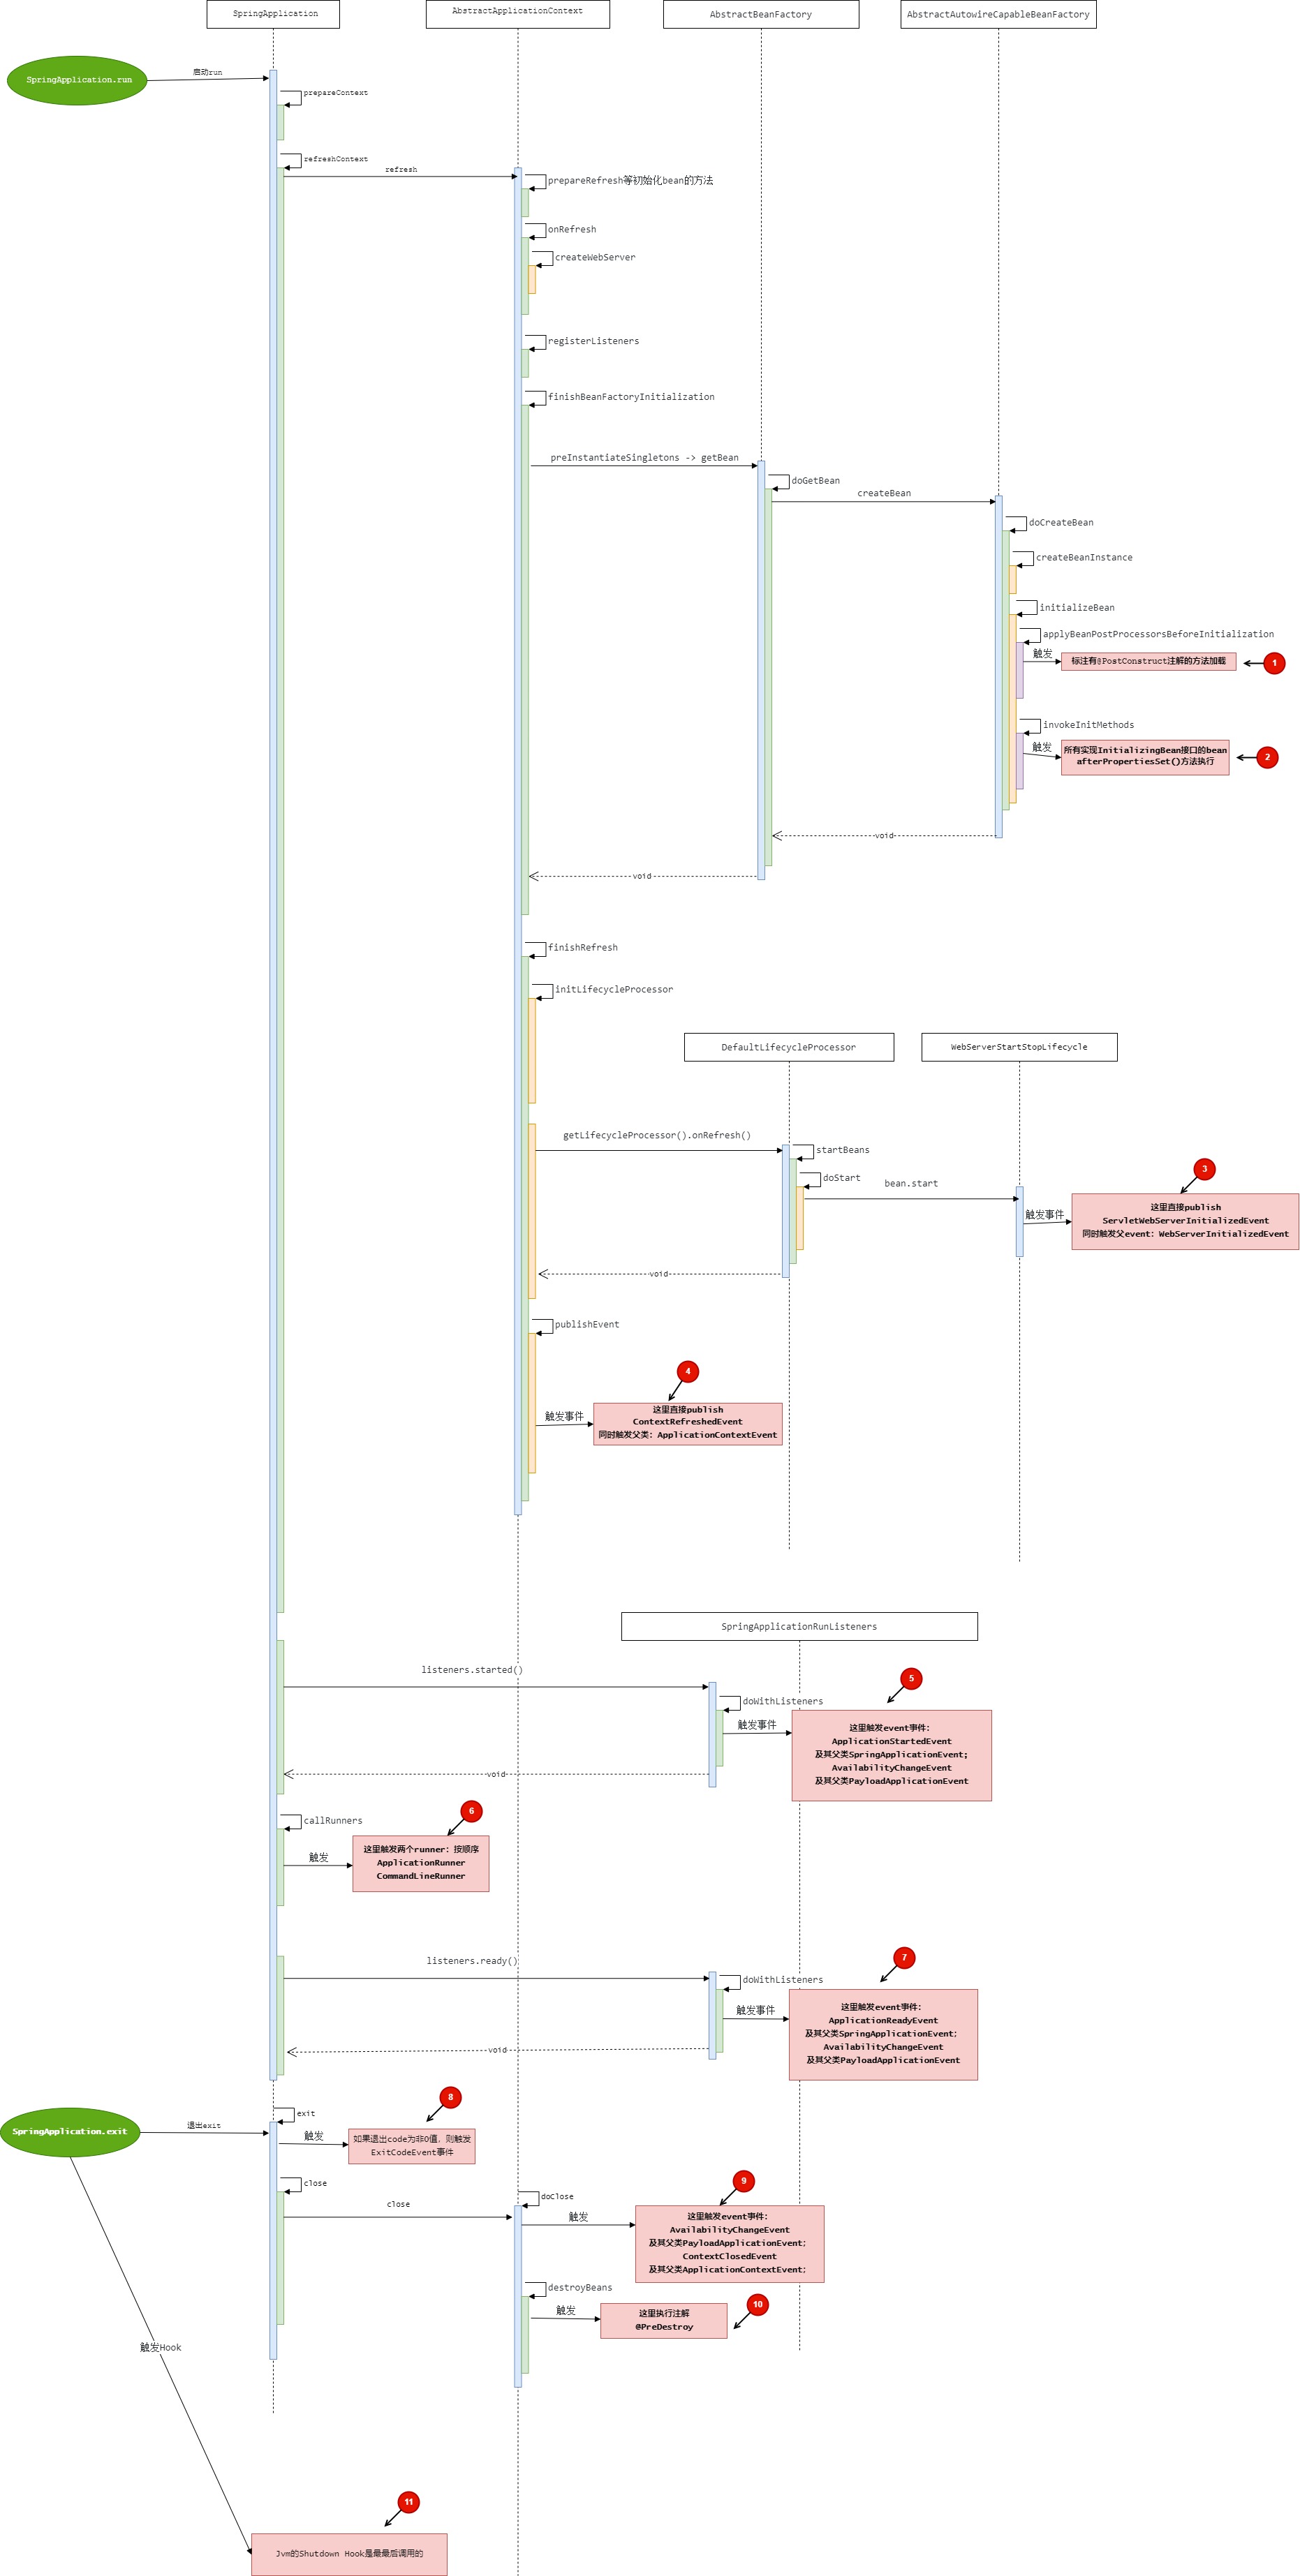 SpringApplication
AbstractApplicationContext
AbstractBeanFactory
AbstractAutowireCapableBeanFactory
SpringApplication.run
启动run
prepareContext
refreshContext
refresh
prepareRefresh等初始化bean的方法
onRefresh
createWebServer
registerListeners
finishBeanFactoryInitialization
preInstantiateSingletons -> getBean
doGetBean
createBean
doCreateBean
createBeanInstance
initializeBean
applyBeanPostProcessorsBeforeInitialization
触发
标注有@PostConstruct注解的方法加载
1
invokeInitMethods
触发
所有实现InitializingBean接口的bean
afterPropertiesSet()方法执行
2
void
void
finishRefresh
initLifecycleProcessor
DefaultLifecycleProcessor
WebServerStartStopLifecycle
getLifecycleProcessor().onRefresh()
startBeans
doStart
bean.start
3
触发事件
这里直接publish
ServletWebServerInitializedEvent
同时触发父event: WebServerInitializedEvent
void
publishEvent
4
触发事件
这里直接publish
ContextRefreshedEvent
同时触发父类: ApplicationContextEvent
SpringApplicationRunListeners
listeners.started()
5
doWithListeners
触发事件
这里触发event事件:
ApplicationStartedEvent
及其父类SpringApplicationEvent;
AvailabilityChangeEvent
及其父类PayloadApplicationEvent
void
callRunners
6
触发
这里触发两个runner: 按顺序
ApplicationRunner
CommandLineRunner
listeners.ready()
7
doWithListeners
触发事件
这里触发event事件:
ApplicationReadyEvent
及其父类SpringApplicationEvent;
AvailabilityChangeEvent
及其父类PayloadApplicationEvent
void
SpringApplication.exit
退出exit
exit
8
触发
如果退出code为非0值, 则触发
ExitCodeEvent事件
close
close
doClose
9
触发
这里触发event事件:
AvailabilityChangeEvent
及其父类PayloadApplicationEvent;
ContextClosedEvent
及其父类ApplicationContextEvent;
destroyBeans
10
触发
这里执行注解
@PreDestroy
触发Hook
11
Jvm的Shutdown Hook是最最后调用的